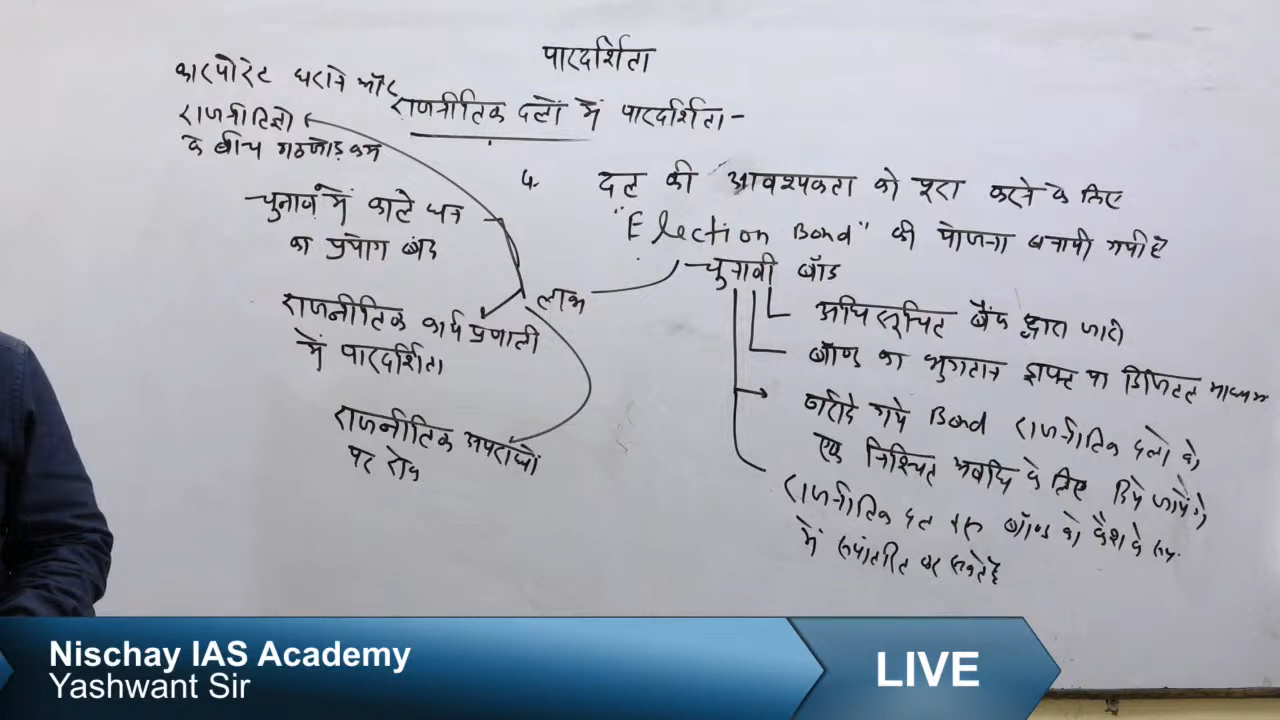 पारदर्शिता
राजनीतिक दलों में पारदर्शिता -
4. दल की आवश्यकता को पूरा करने के लिए
"Election Bond" की योजना बनायी गयी है
चुनावी बॉंड
अधिसूचित बैंक द्वारा जारी
बॉण्ड का भुगतान ड्राफ्ट या डिजिटल माध्यम
खरीदे गये Bond राजनीतिक दलो को
एक निश्चित अवधि के लिए दिये जायेंगे
राजनीतिक दल इस बॉण्ड को कैश के रूप
में रूपांतरित कर सकते है
लाभ
कारपोरेट घराने और
राजनीतिज्ञो
के बीच गठजोड़ कम
चुनाव में काले धन
का प्रयोग बंद
राजनीतिक कार्य प्रणाली
में पारदर्शिता
राजनीतिक अपराधों
पर रोक
Nischay IAS Academy
Yashwant Sir
LIVE